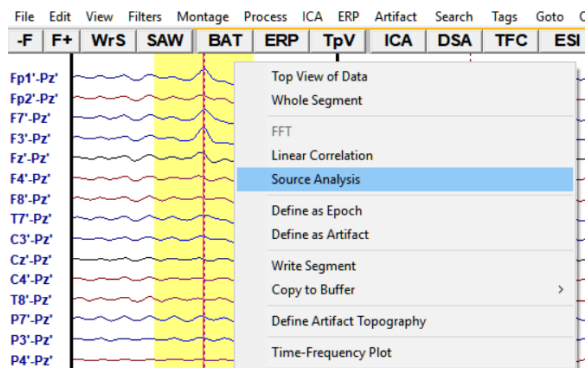 File Edit View Filters Montage Process ICA ERP Artifact Search Tags Goto
-F F+ WrS SAW BAT ERP TpV ICA DSA TFC ESI
Fp1'-Pz'
Fp2'-Pz'
F7'-Pz'
F3'-Pz'
Fz'-Pz'
F4'-Pz'
F8'-Pz'
T7'-Pz'
C3'-Pz'
Cz'-Pz'
C4'-Pz'
T8'-Pz'
P7'-Pz'
P3'-Pz'
P4'-Pz'
Top View of Data
Whole Segment
FFT
Linear Correlation
Source Analysis
Define as Epoch
Define as Artifact
Write Segment
Copy to Buffer >
Define Artifact Topography
Time-Frequency Plot